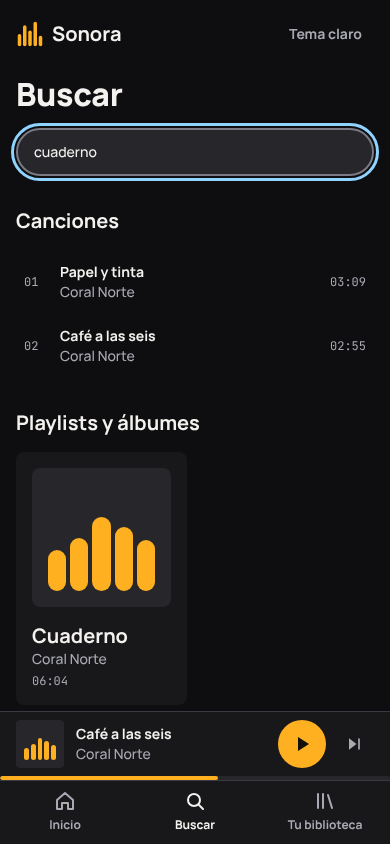 Sonora
Tema claro
Buscar
cuaderno
Canciones
01
Papel y tinta
Coral Norte
03:09
02
Café a las seis
Coral Norte
02:55
Playlists y álbumes
Cuaderno
Coral Norte
06:04
Café a las seis
Coral Norte
Inicio
Buscar
Tu biblioteca